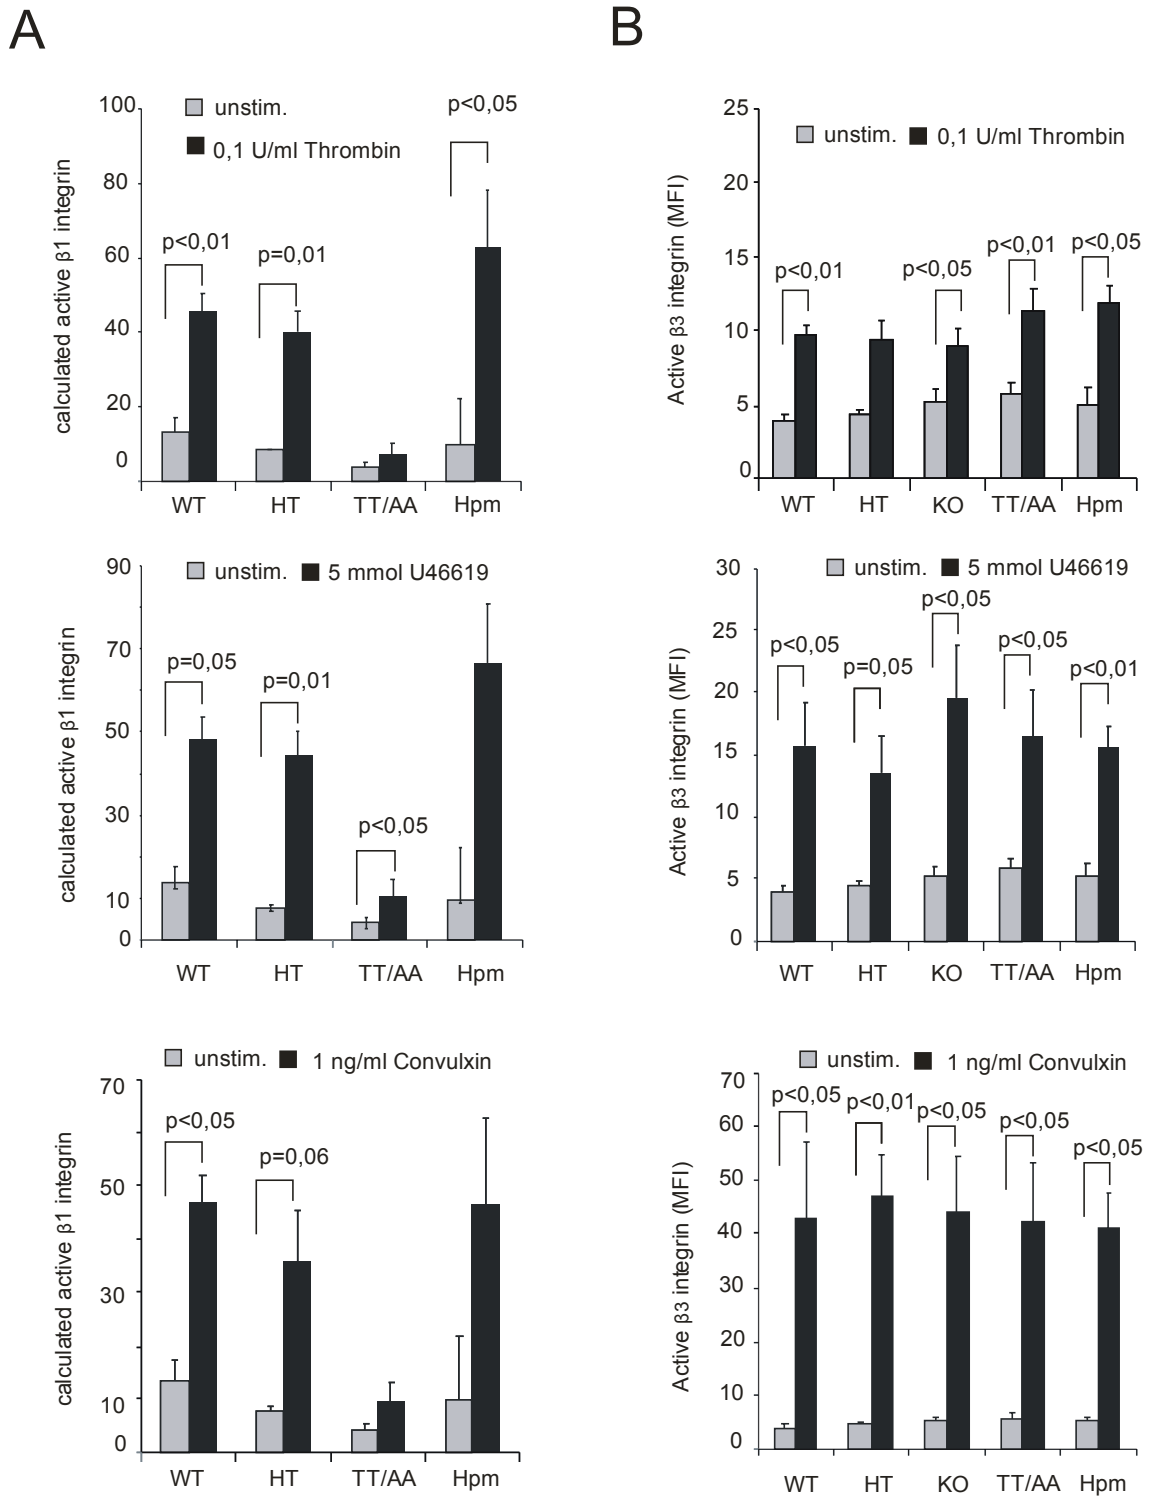 A
100
80
60
40
20
0
calculated active β1 integrin
unstim.
0,1 U/ml Thrombin
p<0,01
p=0,01
p<0,05
WT
HT
TT/AA
Hpm
90
70
50
30
10
0
calculated active β1 integrin
unstim.
5 mmol U46619
p=0,05
p=0,01
p<0,05
WT
HT
TT/AA
Hpm
70
50
30
10
0
calculated active β1 integrin
unstim.
1 ng/ml Convulxin
p<0,05
p=0,06
WT
HT
TT/AA
Hpm
B
25
20
15
10
5
0
Active β3 integrin (MFI)
unstim.
0,1 U/ml Thrombin
p<0,01
p<0,05
p<0,01
p<0,05
WT
HT
KO
TT/AA
Hpm
30
25
20
15
10
5
0
Active β3 integrin (MFI)
unstim.
5 mmol U46619
p<0,05
p=0,05
p<0,05
p<0,05
p<0,01
WT
HT
KO
TT/AA
Hpm
70
60
50
40
30
20
10
0
Active β3 integrin (MFI)
unstim.
1 ng/ml Convulxin
p<0,05
p<0,01
p<0,05
p<0,05
p<0,05
WT
HT
KO
TT/AA
Hpm